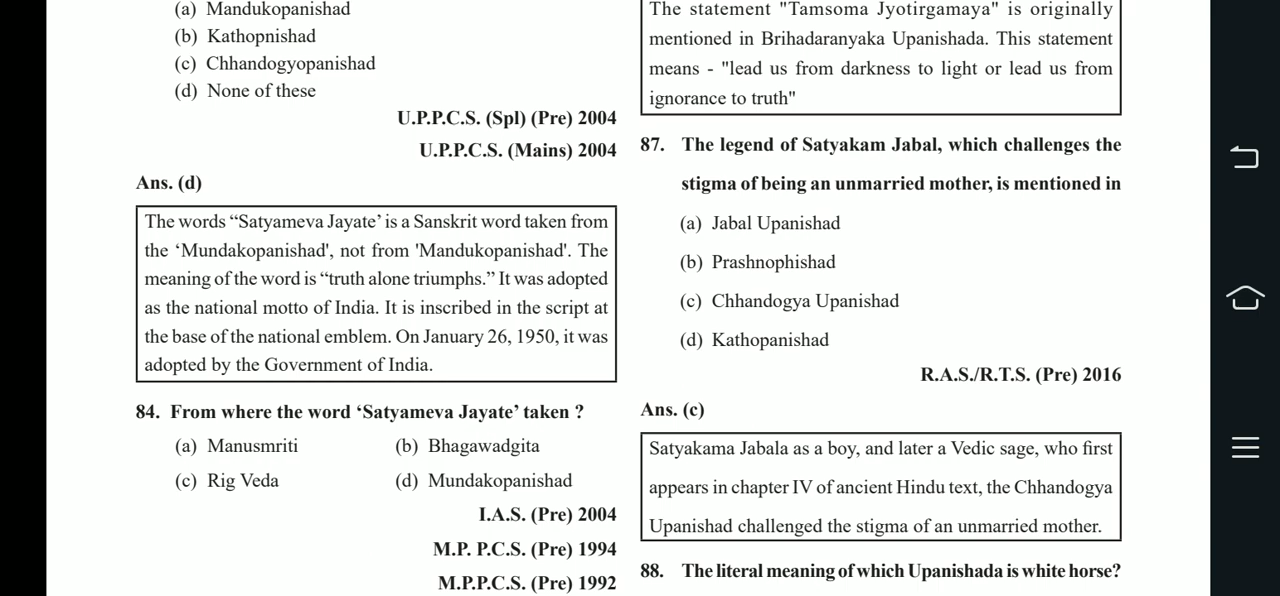 (a) Mandukopanishad
(b) Kathopnishad
(c) Chhandogyopanishad
(d) None of these
U.P.P.C.S. (Spl) (Pre) 2004
U.P.P.C.S. (Mains) 2004
Ans. (d)
The words “Satyameva Jayate’ is a Sanskrit word taken from
the ‘Mundakopanishad', not from 'Mandukopanishad'. The
meaning of the word is “truth alone triumphs.” It was adopted
as the national motto of India. It is inscribed in the script at
the base of the national emblem. On January 26, 1950, it was
adopted by the Government of India.
84. From where the word ‘Satyameva Jayate’ taken ?
(a) Manusmriti (b) Bhagawadgita
(c) Rig Veda (d) Mundakopanishad
I.A.S. (Pre) 2004
M.P. P.C.S. (Pre) 1994
M.P.P.C.S. (Pre) 1992
The statement "Tamsoma Jyotirgamaya" is originally
mentioned in Brihadaranyaka Upanishada. This statement
means - "lead us from darkness to light or lead us from
ignorance to truth"
87. The legend of Satyakam Jabal, which challenges the
stigma of being an unmarried mother, is mentioned in
(a) Jabal Upanishad
(b) Prashnophishad
(c) Chhandogya Upanishad
(d) Kathopanishad
R.A.S./R.T.S. (Pre) 2016
Ans. (c)
Satyakama Jabala as a boy, and later a Vedic sage, who first
appears in chapter IV of ancient Hindu text, the Chhandogya
Upanishad challenged the stigma of an unmarried mother.
88. The literal meaning of which Upanishada is white horse?